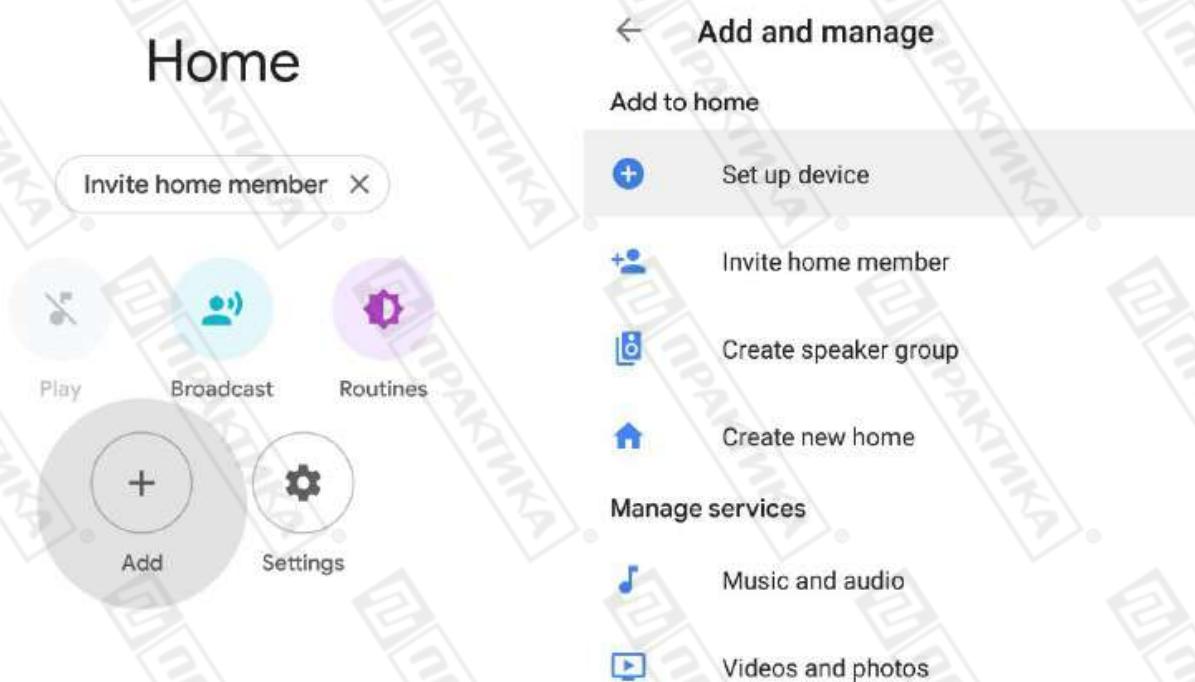 Home
Invite home member
Play
Broadcast
Routines
Add
Settings
Add and manage
Add to home
Set up device
Invite home member
Create speaker group
Create new home
Manage services
Music and audio
Videos and photos
ПРАКТИКА